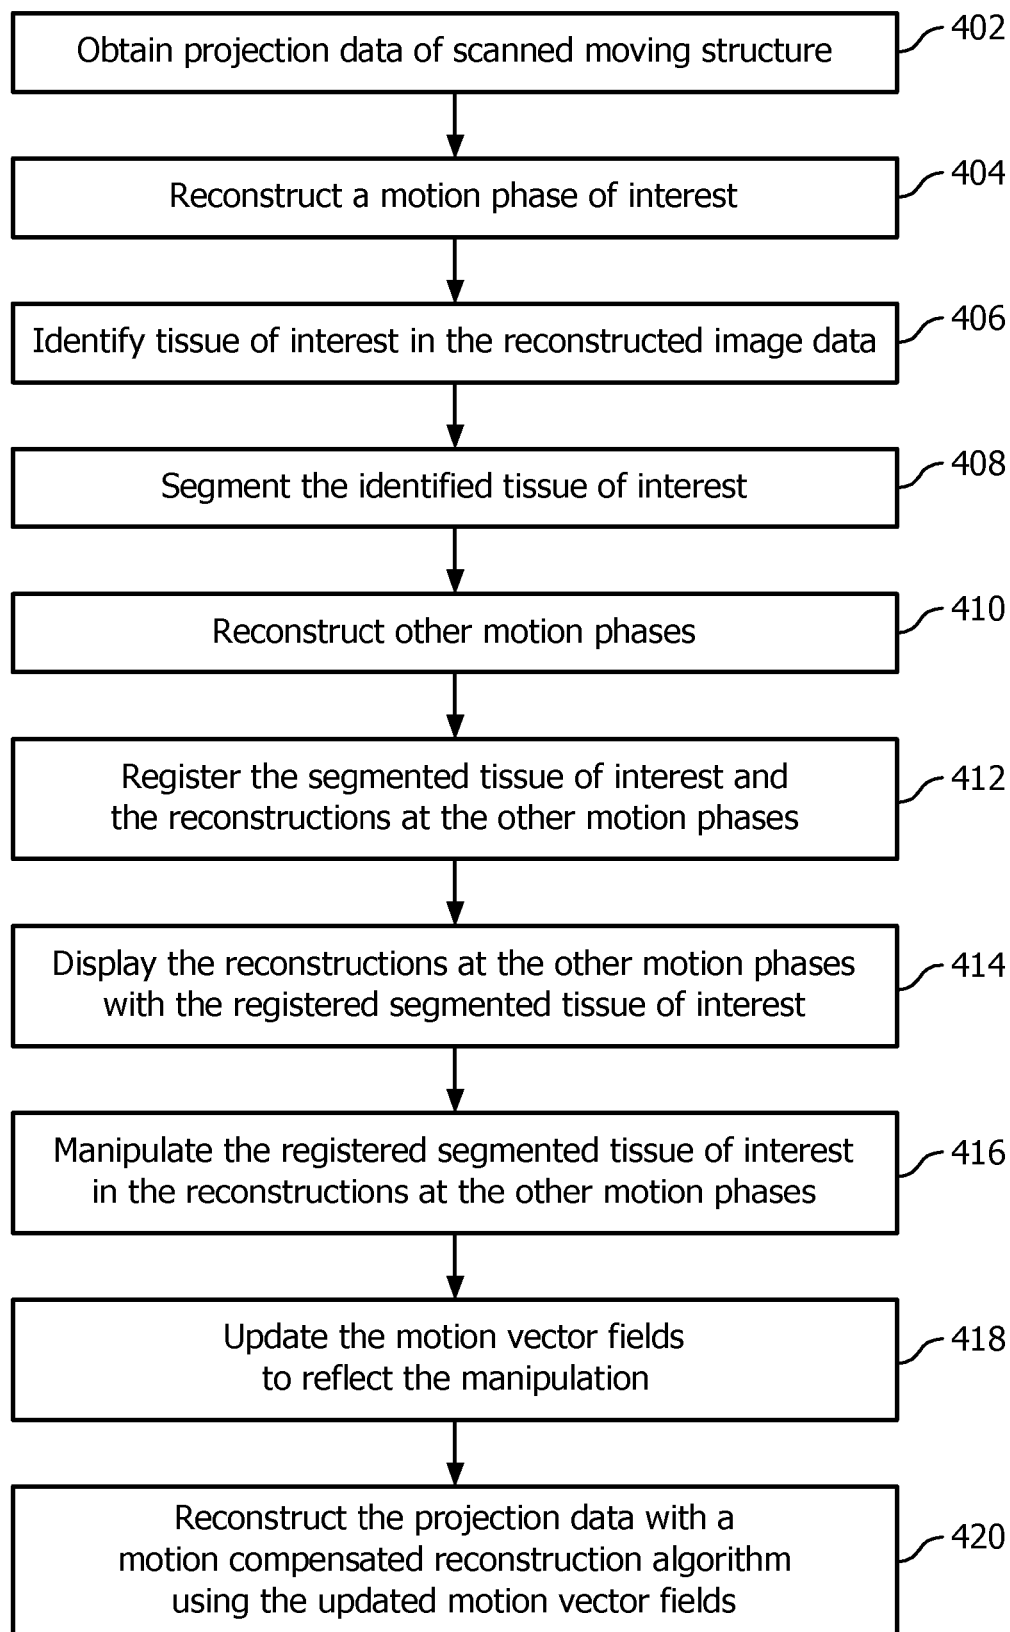 Obtain projection data of scanned moving structure
402
Reconstruct a motion phase of interest
404
Identify tissue of interest in the reconstructed image data
406
Segment the identified tissue of interest
408
Reconstruct other motion phases
410
Register the segmented tissue of interest and
the reconstructions at the other motion phases
412
Display the reconstructions at the other motion phases
with the registered segmented tissue of interest
414
Manipulate the registered segmented tissue of interest
in the reconstructions at the other motion phases
416
Update the motion vector fields
to reflect the manipulation
418
Reconstruct the projection data with a
motion compensated reconstruction algorithm
using the updated motion vector fields
420